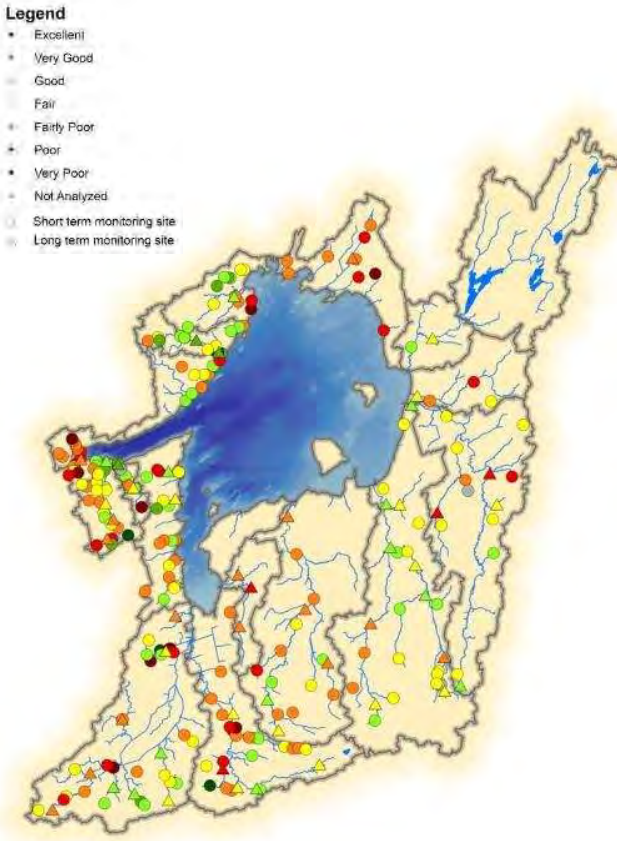 Legend
Excellent
Very Good
Good
Fair
Fairly Poor
Poor
Very Poor
Not Analyzed
Short term monitoring site
Long term monitoring site